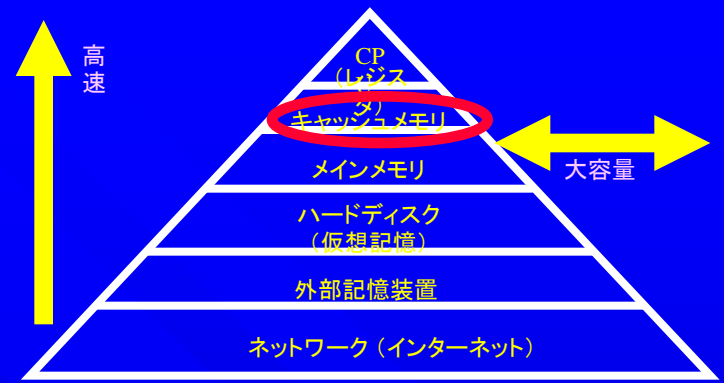 高
速
CP
(レジス
タ)
キャッシュメモリ
大容量
メインメモリ
ハードディスク
（仮想記憶）
外部記憶装置
ネットワーク（インターネット）